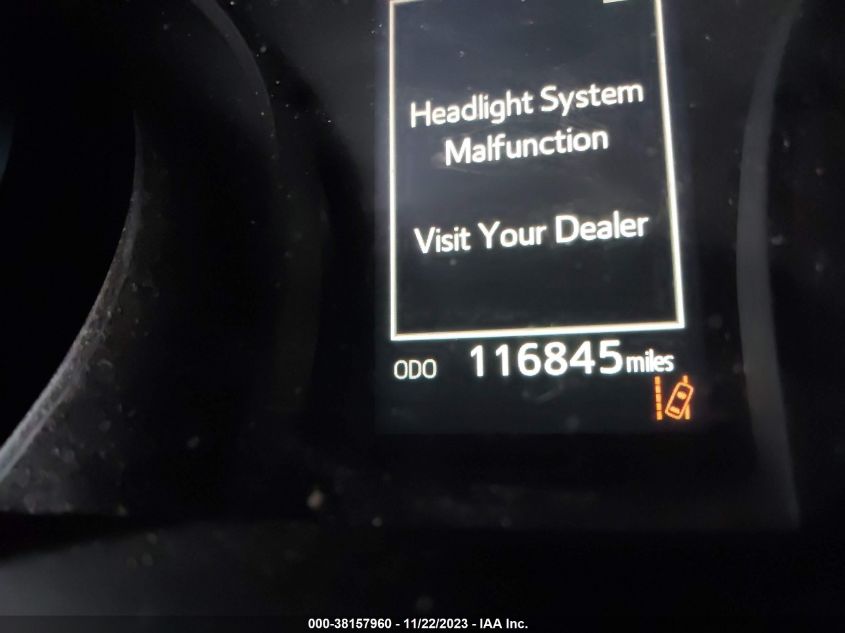 Headlight System
Malfunction
Visit Your Dealer
ODO 116845 miles
000-38157960 - 11/22/2023 - IAA Inc.